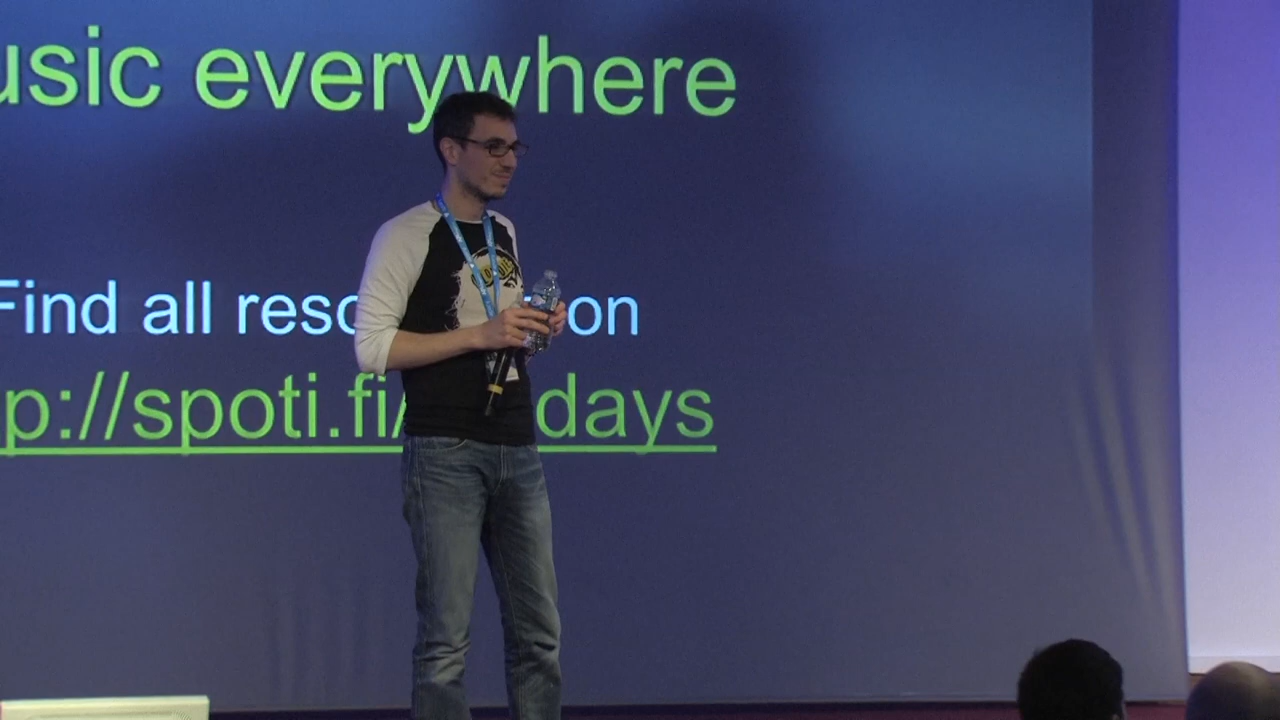 usic everywhere
Find all reso on
p://spoti.fi/ days